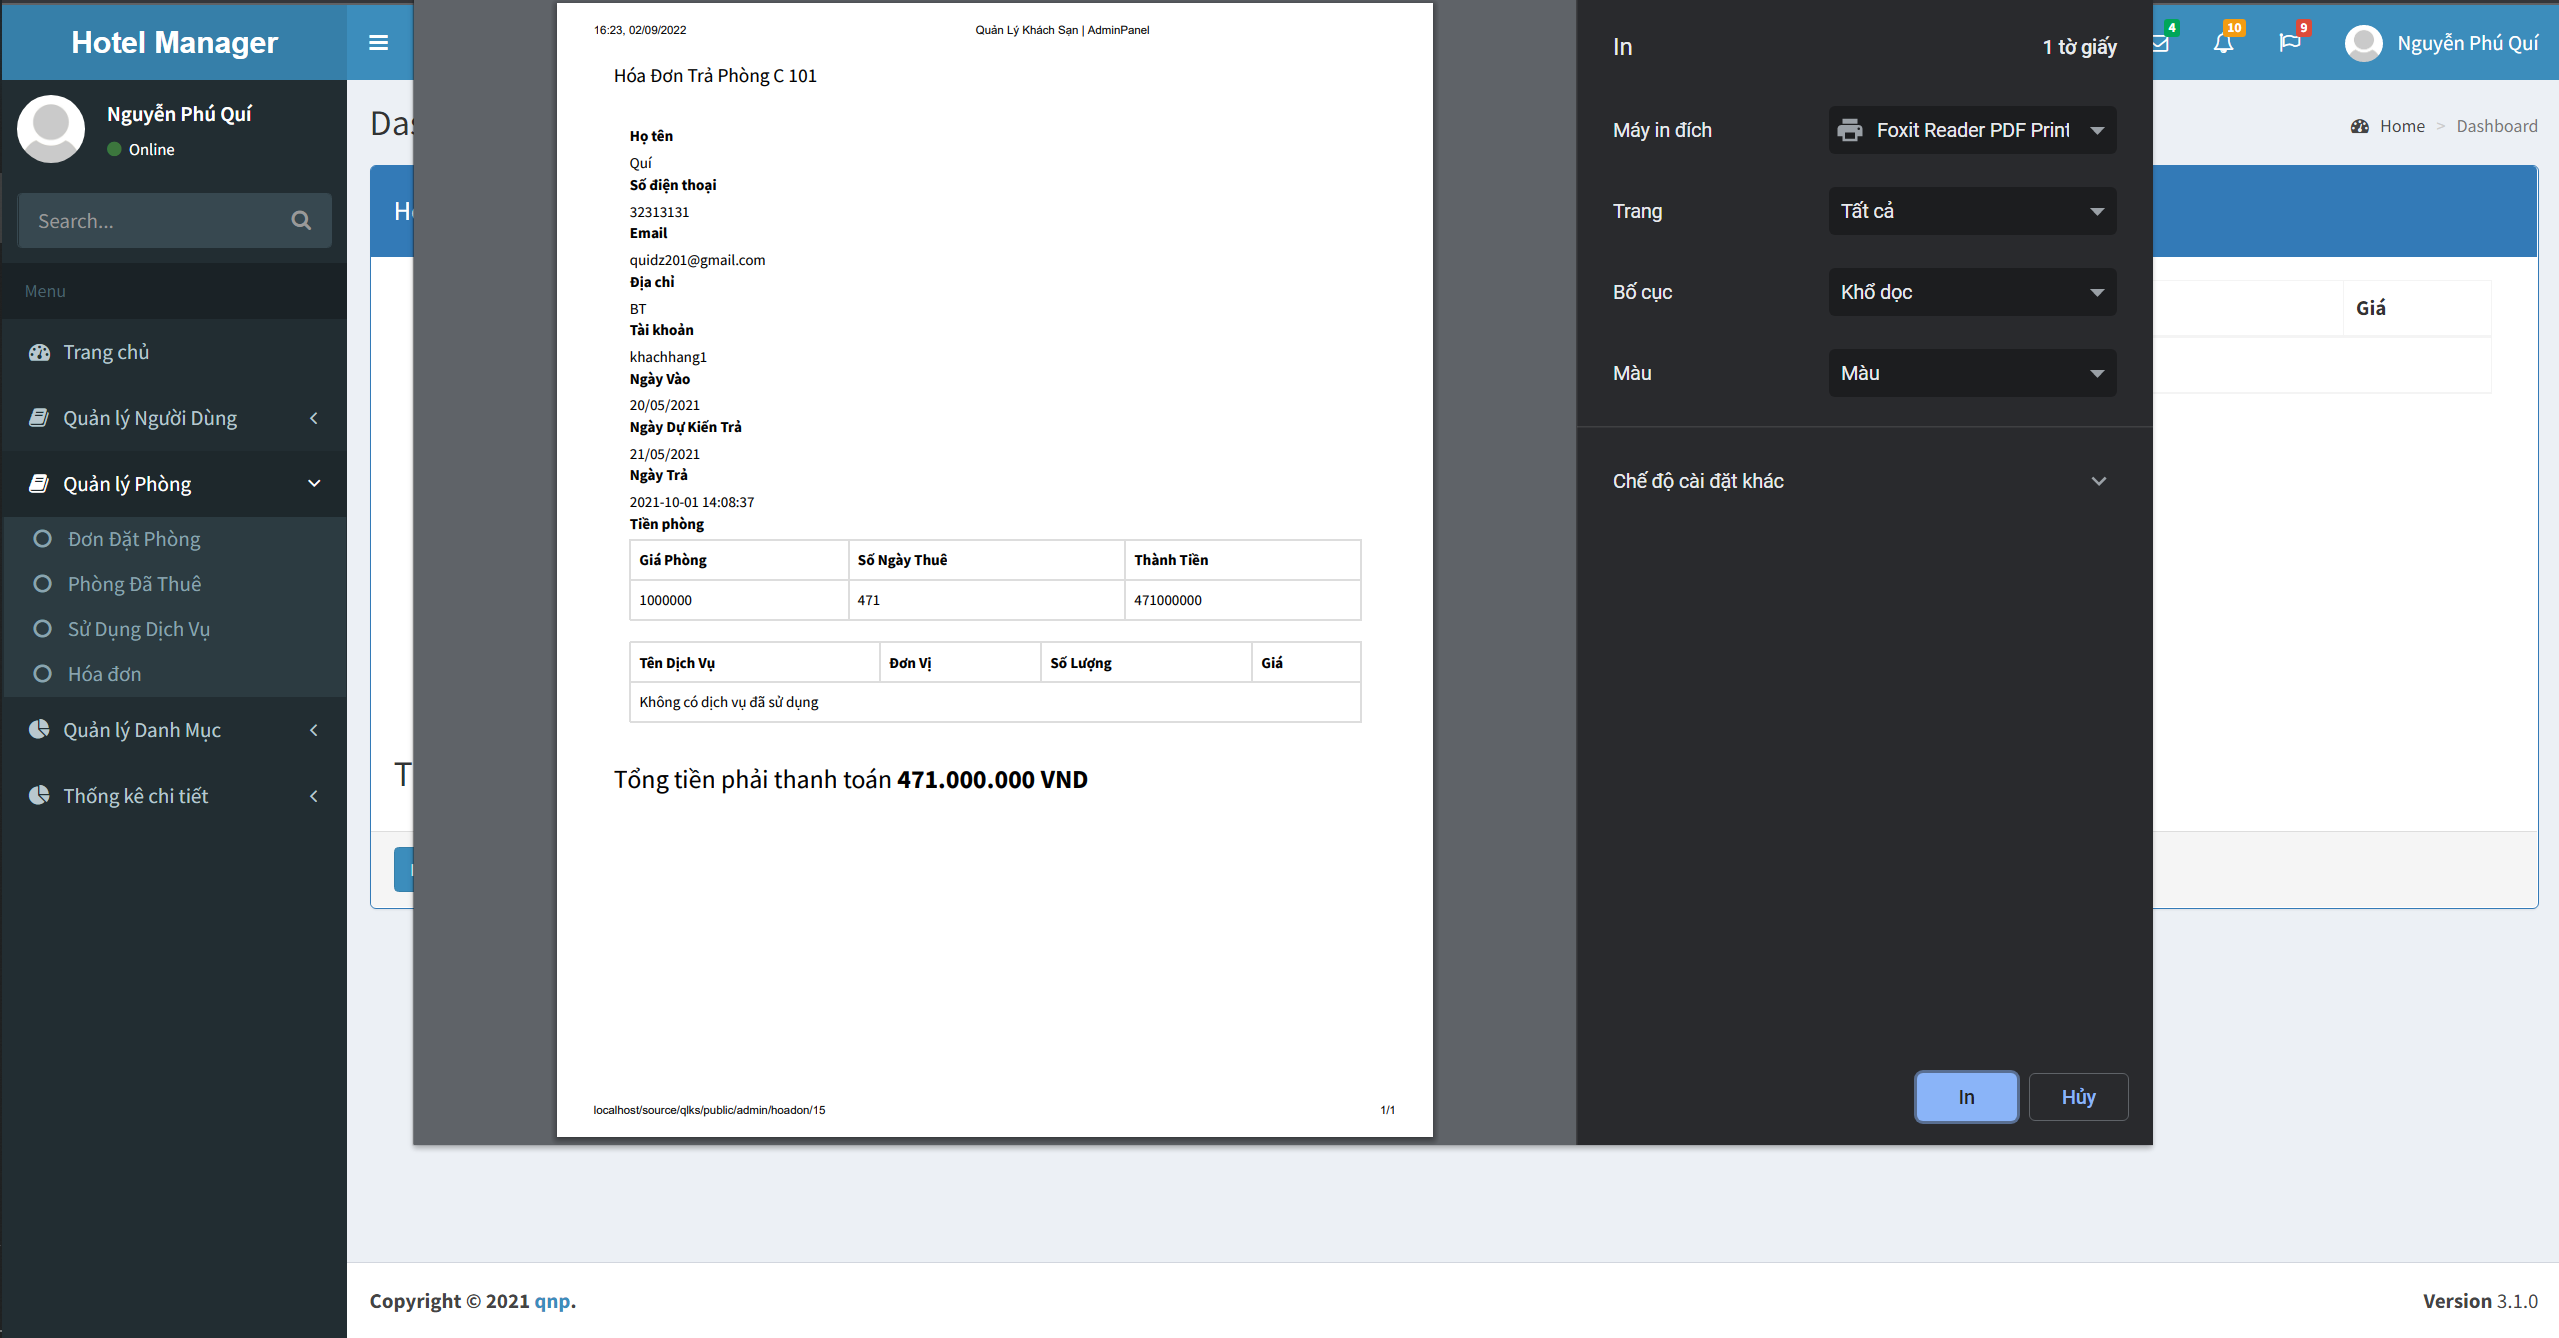 Hotel Manager
4
10
9
Nguyễn Phú Quí
Nguyễn Phú Quí
Online
Search...
Menu
Trang chủ
Quản lý Người Dùng
Quản lý Phòng
Đơn Đặt Phòng
Phòng Đã Thuê
Sử Dụng Dịch Vụ
Hóa đơn
Quản lý Danh Mục
Thống kê chi tiết
Home > Dashboard
Giá
16:23, 02/09/2022
Quản Lý Khách Sạn | AdminPanel
Hóa Đơn Trả Phòng C 101
Họ tên
Quí
Số điện thoại
32313131
Email
quidz201@gmail.com
Địa chỉ
BT
Tài khoản
khachhang1
Ngày Vào
20/05/2021
Ngày Dự Kiến Trả
21/05/2021
Ngày Trả
2021-10-01 14:08:37
Tiền phòng
Giá Phòng Số Ngày Thuê Thành Tiền
1000000 471 471000000
Tên Dịch Vụ Đơn Vị Số Lượng Giá
Không có dịch vụ đã sử dụng
Tổng tiền phải thanh toán 471.000.000 VND
localhost/source/qlks/public/admin/hoadon/15
1/1
In
1 tờ giấy
Máy in đích Foxit Reader PDF Print
Trang Tất cả
Bố cục Khổ dọc
Màu Màu
Chế độ cài đặt khác
In
Hủy
Copyright © 2021 qnp.
Version 3.1.0